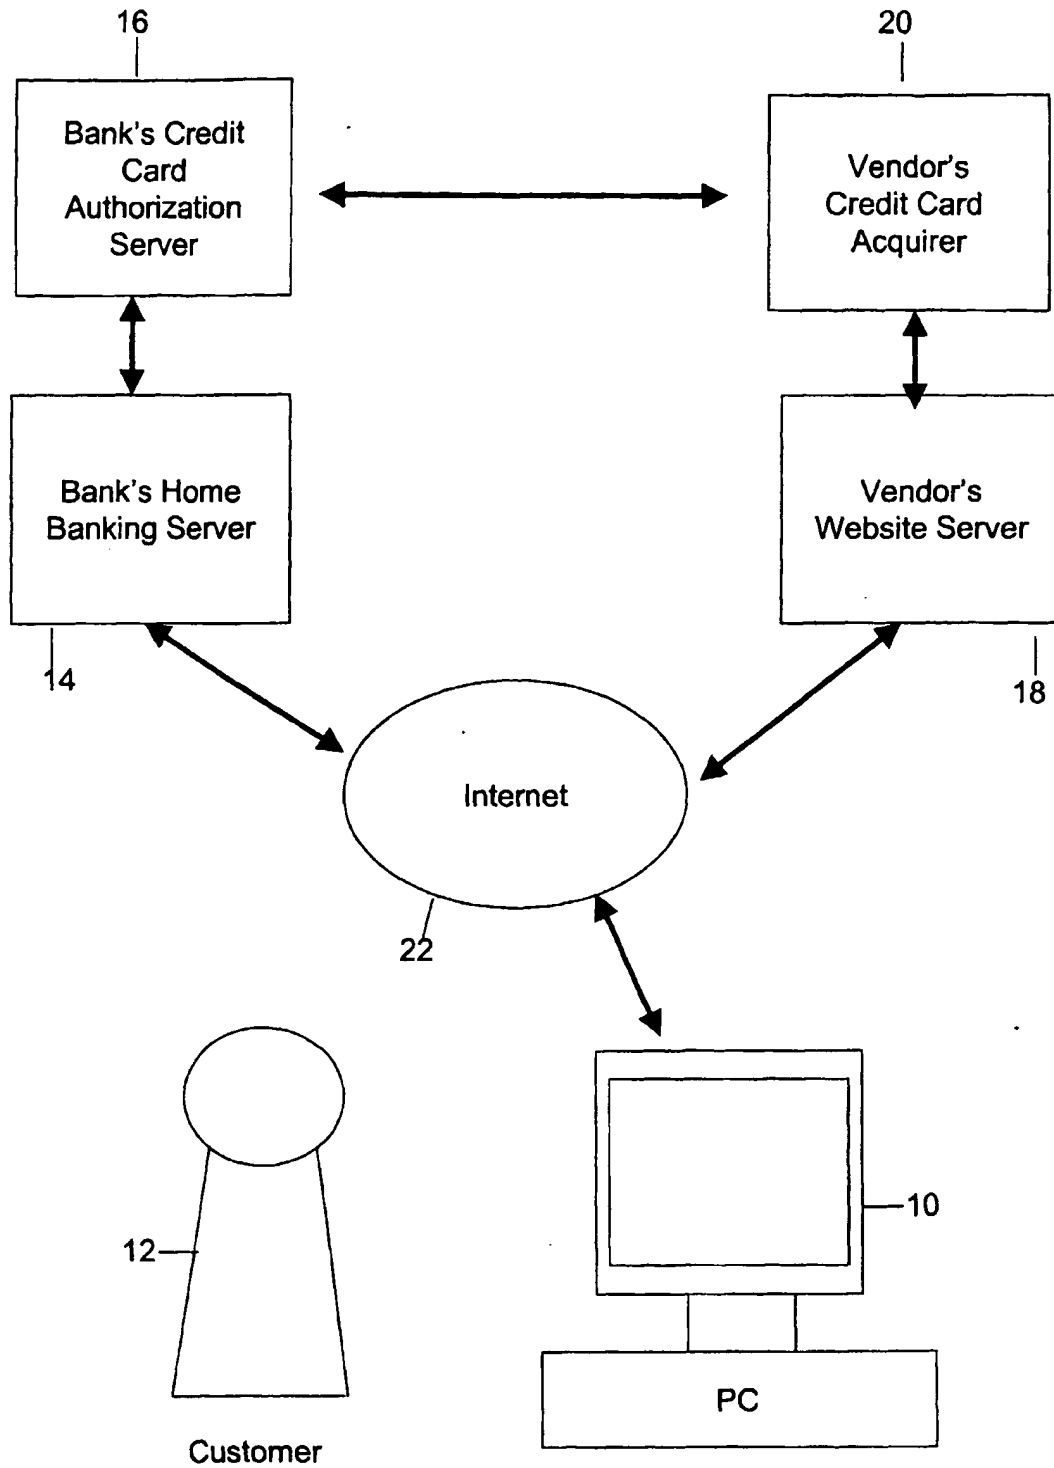 16
20
Bank's Credit
Card
Authorization
Server
Vendor's
Credit Card
Acquirer
Bank's Home
Banking Server
Vendor's
Website Server
14
18
Internet
22
10
12
PC
Customer